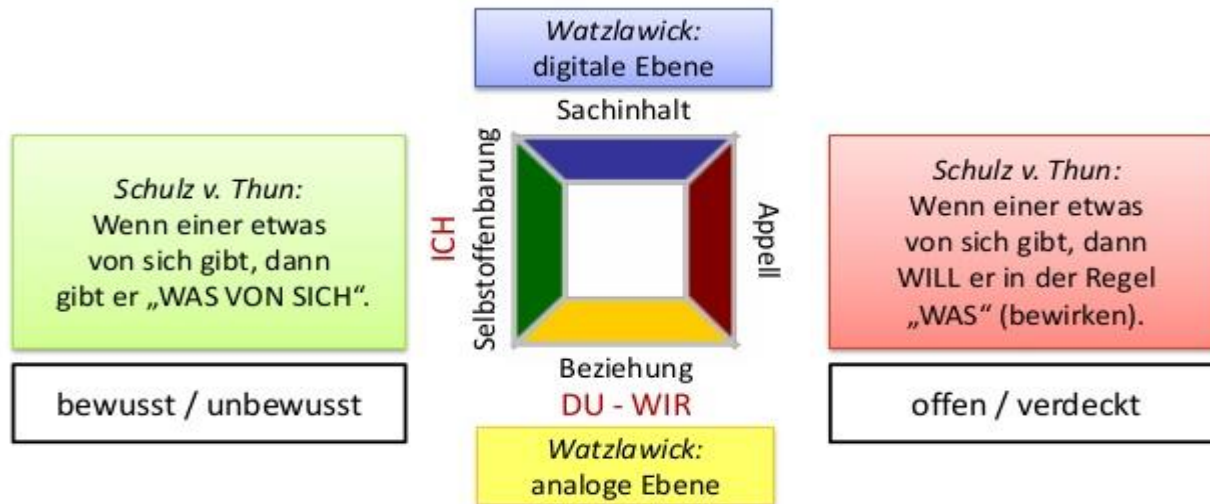 Watzlawick:
digitale Ebene
Sachinhalt
Schulz v. Thun:
Wenn einer etwas
von sich gibt, dann
gibt er „WAS VON SICH“.
bewusst / unbewusst
ICH
Selbstoffenbarung
Appell
Schulz v. Thun:
Wenn einer etwas
von sich gibt, dann
WILL er in der Regel
„WAS“ (bewirken).
offen / verdeckt
Beziehung
DU - WIR
Watzlawick:
analoge Ebene